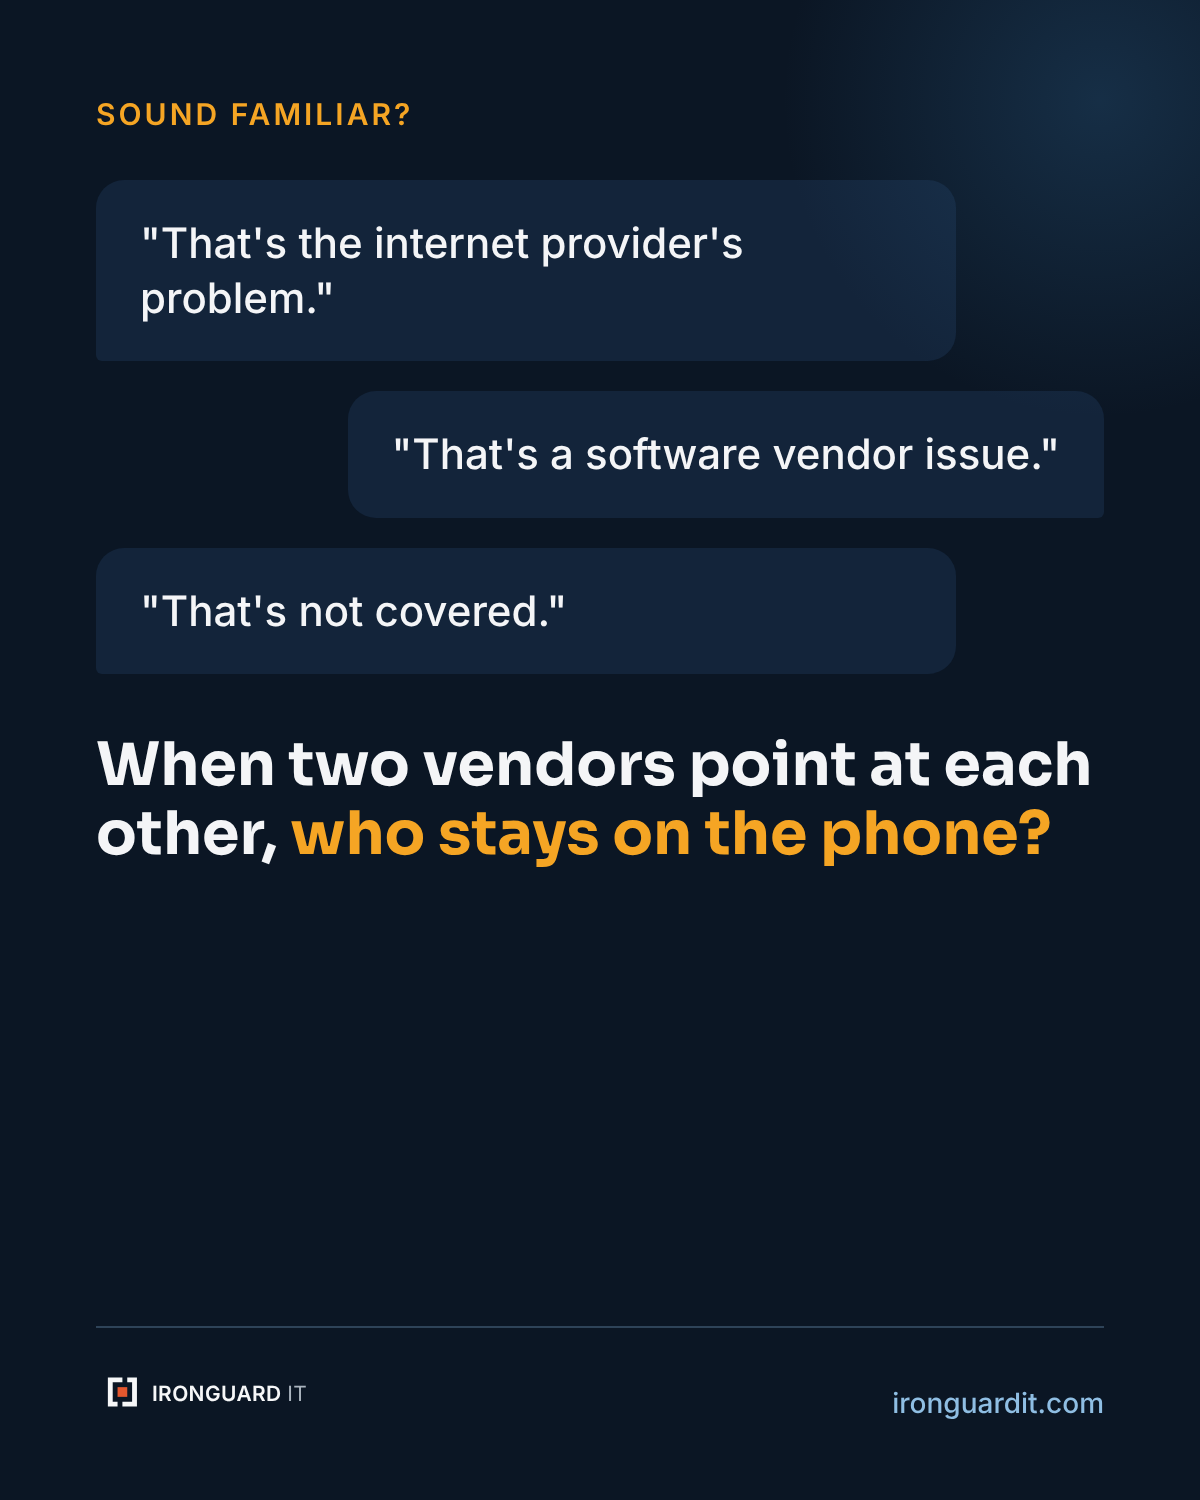 SOUND FAMILIAR?
"That's the internet provider's
problem."
"That's a software vendor issue."
"That's not covered."
When two vendors point at each
other, who stays on the phone?
IRONGUARD IT
ironguardit.com